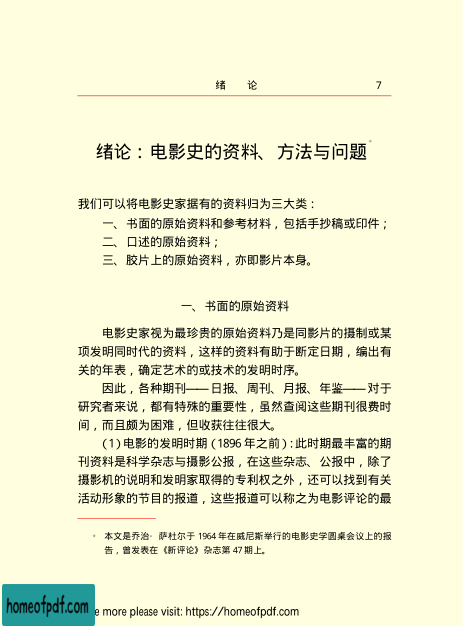 绪 论 7
绪论：电影史的资料、方法与问题*
我们可以将电影史家据有的资料归为三大类：
一、书面的原始资料和参考材料，包括手抄稿或印件；
二、口述的原始资料；
三、胶片上的原始资料，亦即影片本身。
一、书面的原始资料
电影史家视为最珍贵的原始资料乃是同影片的摄制或某
项发明同时代的资料，这样的资料有助于断定日期，编出有
关的年表，确定艺术的或技术的发明时序。
因此，各种期刊——日报、周刊、月报、年鉴——对于
研究者来说，都有特殊的重要性，虽然查阅这些期刊很费时
间，而且颇为困难，但收获往往很大。
（1）电影的发明时期（1896年之前）：此时期最丰富的期
刊资料是科学杂志与摄影公报，在这些杂志、公报中，除了
摄影机的说明和发明家取得的专利权之外，还可以找到有关
活动形象的节目的报道，这些报道可以称之为电影评论的最
* 本文是乔治·萨杜尔于1964年在威尼斯举行的电影史学圆桌会议上的报
告，曾发表在《新评论》杂志第47期上。
homeofpdf.com
more please visit: https://homeofpdf.com